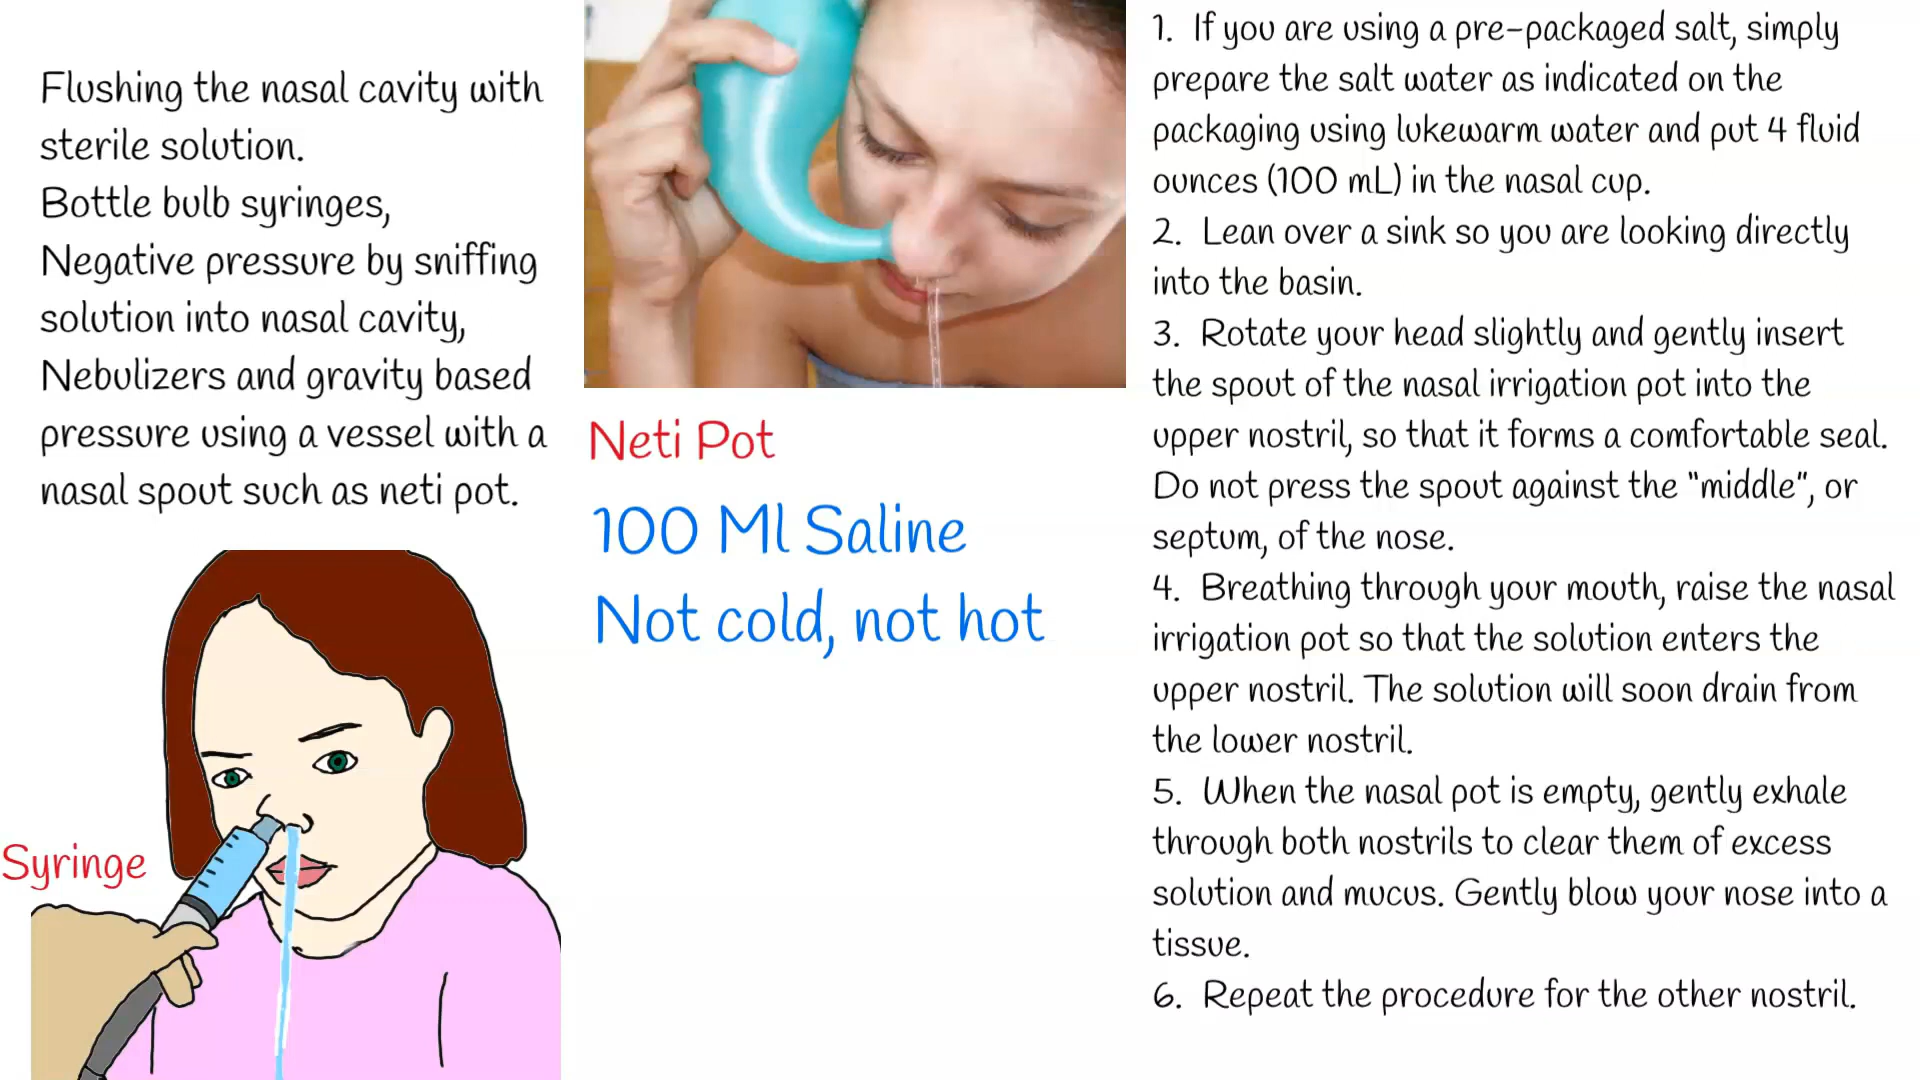 Flushing the nasal cavity with
sterile solution.
Bottle bulb syringes,
Negative pressure by sniffing
solution into nasal cavity,
Nebulizers and gravity based
pressure using a vessel with a
nasal spout such as neti pot.
Syringe
Neti Pot
100 Ml Saline
Not cold, not hot
1. If you are using a pre-packaged salt, simply
prepare the salt water as indicated on the
packaging using lukewarm water and put 4 fluid
ounces (100 mL) in the nasal cup.
2. Lean over a sink so you are looking directly
into the basin.
3. Rotate your head slightly and gently insert
the spout of the nasal irrigation pot into the
upper nostril, so that it forms a comfortable seal.
Do not press the spout against the "middle", or
septum, of the nose.
4. Breathing through your mouth, raise the nasal
irrigation pot so that the solution enters the
upper nostril. The solution will soon drain from
the lower nostril.
5. When the nasal pot is empty, gently exhale
through both nostrils to clear them of excess
solution and mucus. Gently blow your nose into a
tissue.
6. Repeat the procedure for the other nostril.